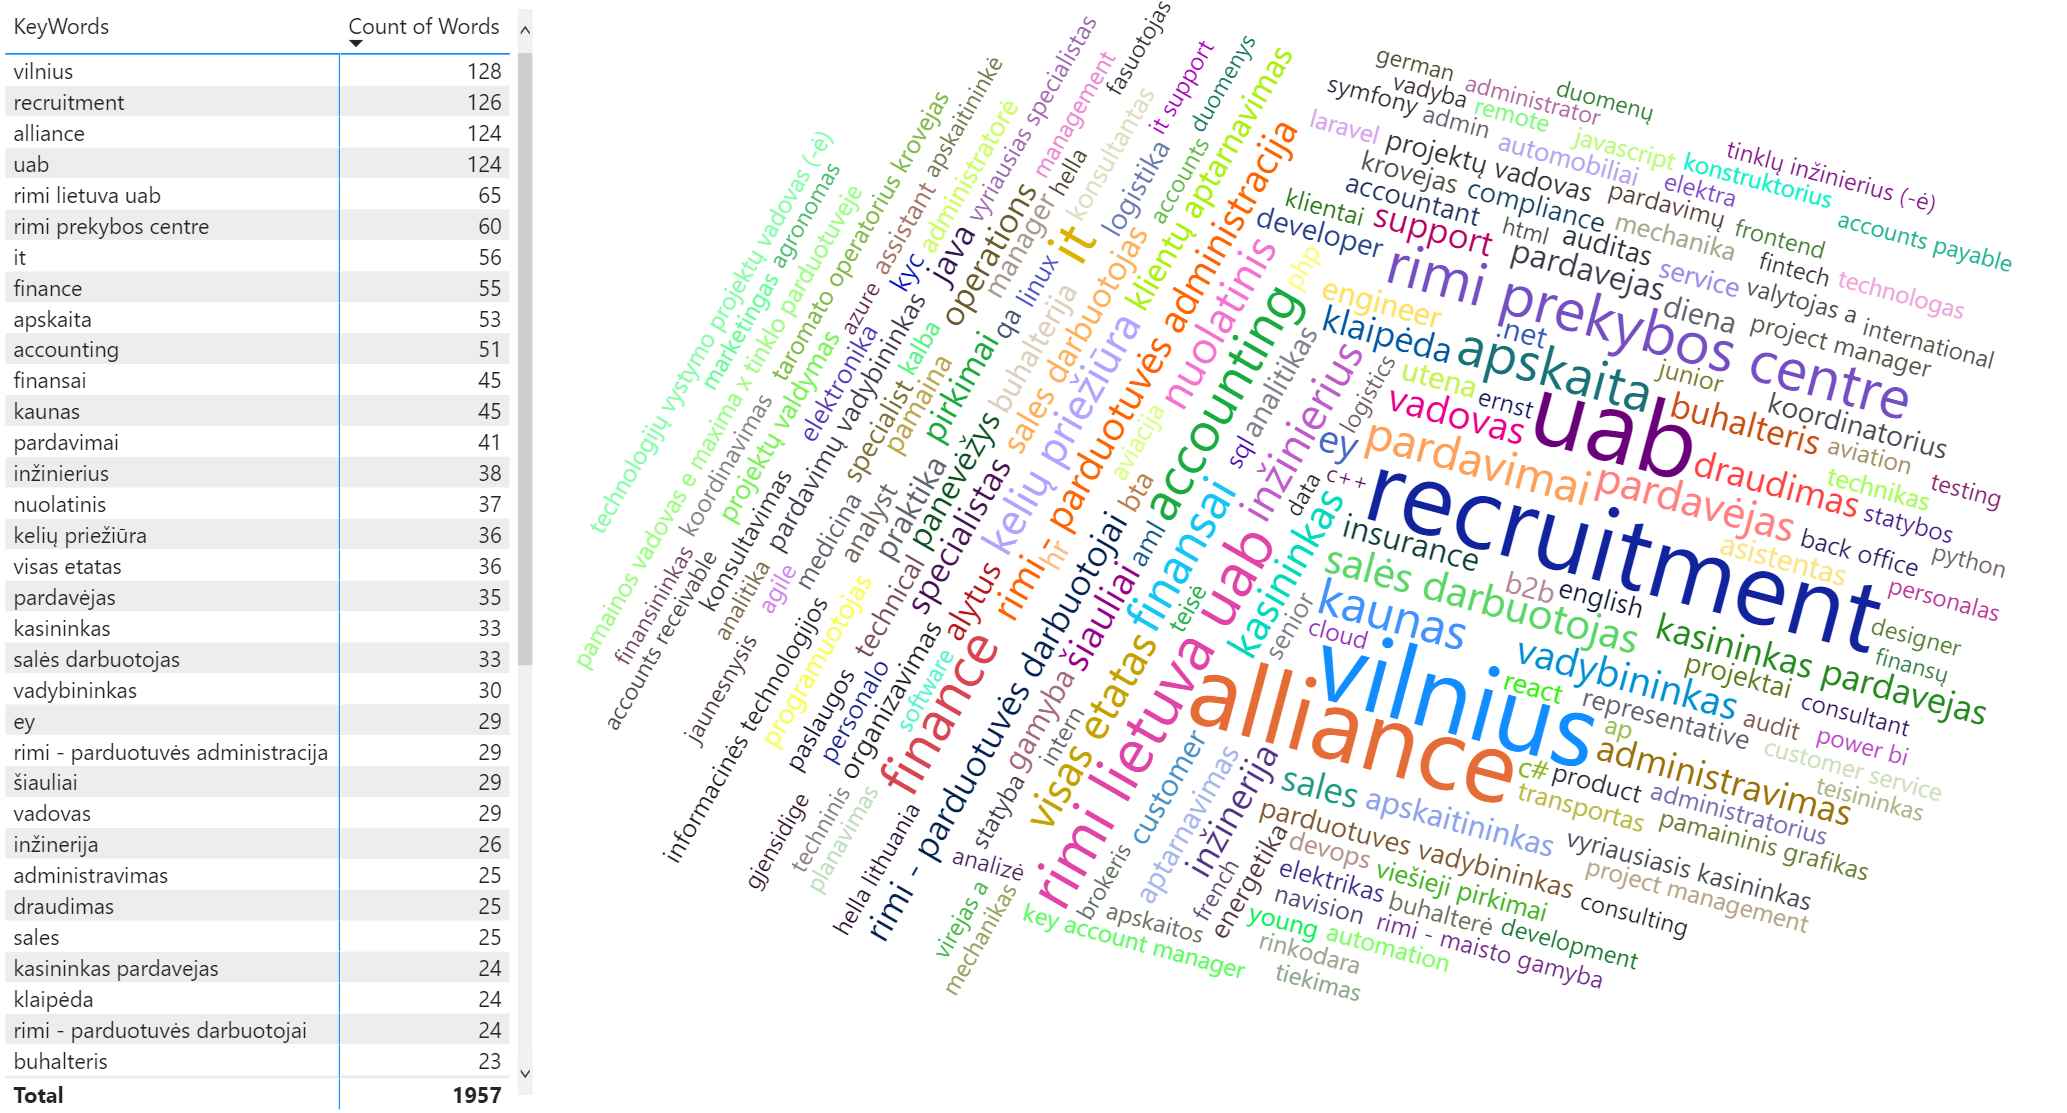 KeyWords Count of Words
vilnius 128
recruitment 126
alliance 124
uab 124
rimi lietuva uab 65
rimi prekybos centre 60
it 56
finance 55
apskaita 53
accounting 51
finansai 45
kaunas 45
pardavimai 41
inžinierius 38
nuolatinis 37
kelių priežiūra 36
visas etatas 36
pardavėjas 35
kasininkas 33
salės darbuotojas 33
vadybininkas 30
ey 29
rimi - parduotuvės administracija 29
šiauliai 29
vadovas 29
inžinerija 26
administravimas 25
draudimas 25
sales 25
kasininkas pardavejas 24
klaipėda 24
rimi - parduotuvės darbuotojai 24
buhalteris 23
Total 1957
technologijų vystymo projektų vadovas (-ė)
marketingas
agronomas
pamainos vadovas e maxima x tinklo parduotuvėje
taromato operatorius krovejas
koordinavimas
projektų valdymas
azure
assistant
apskaitininkė
finansininkas
accounts receivable
konsultavimas
elektronika
kyc
administratorė
pardavimų vadybininkas
java
vyriausias specialistas
analitika
agile
medicina
specialist
kalba
operations
management
fasuotojas
jaunesnysis
analyst
pamaina
manager
hella
informacinės technologijos
programuotojas
praktika
pirkimai
qa
linux
it
konsultantas
logistika
it support
paslaugos
personalo
technical
panevėžys
buhalterija
accounts
duomenys
organizavimas
specialistas
sales darbuotojas
klientų aptarnavimas
gjensidige
techninis
planavimas
software
alytus
kelių priežiūra
hella lithuania
finance
rimi - parduotuvės administracija
hr
aviacija
nuolatinis
rimi - parduotuvės darbuotojai
bta
accounting
php
statyba
intern
gamyba
šiauliai
aml
finansai
sql
analitikas
visas etatas
teisė
inžinierius
rimi lietuva uab
kasininkas
data
logistics
virejas a
mechanikas
analizė
brokeris
customer
aptarnavimas
inžinerija
senior
french
energetika
german
vadyba
administrator
duomenų
symfony
admin
remote
javascript
tinklų inžinierius (-ė)
laravel
projektų vadovas
automobiliai
konstruktorius
krovejas
compliance
pardavimų
elektra
accounts payable
accountant
html
mechanika
frontend
klientai
support
auditas
service
fintech
technologas
developer
rimi prekybos centre
pardavejas
diena
valytojas a
international
engineer
.net
project manager
klaipėda
apskaita
junior
koordinatorius
utena
ernst
uab
buhalteris
aviation
vadovas
ey
pardavimai
draudimas
technikas
testing
c++
recruitment
pardavėjas
statybos
insurance
asistentas
back office
python
salės darbuotojas
b2b
english
personalas
kaunas
cloud
kasininkas pardavejas
designer
finansų
vilnius
vadybininkas
projektai
consultant
alliance
react
representative
audit
power bi
ap
administravimas
customer service
teisininkas
sales
c#
product
administratorius
apskaitininkas
transportas
pamaininis grafikas
parduotuves vadybininkas
vyriausiasis kasininkas
devops
project management
elektrikas
viešieji pirkimai
consulting
navision
buhalterė
development
young
rimi - maisto gamyba
automation
apskaitos
key account manager
rinkodara
tiekimas